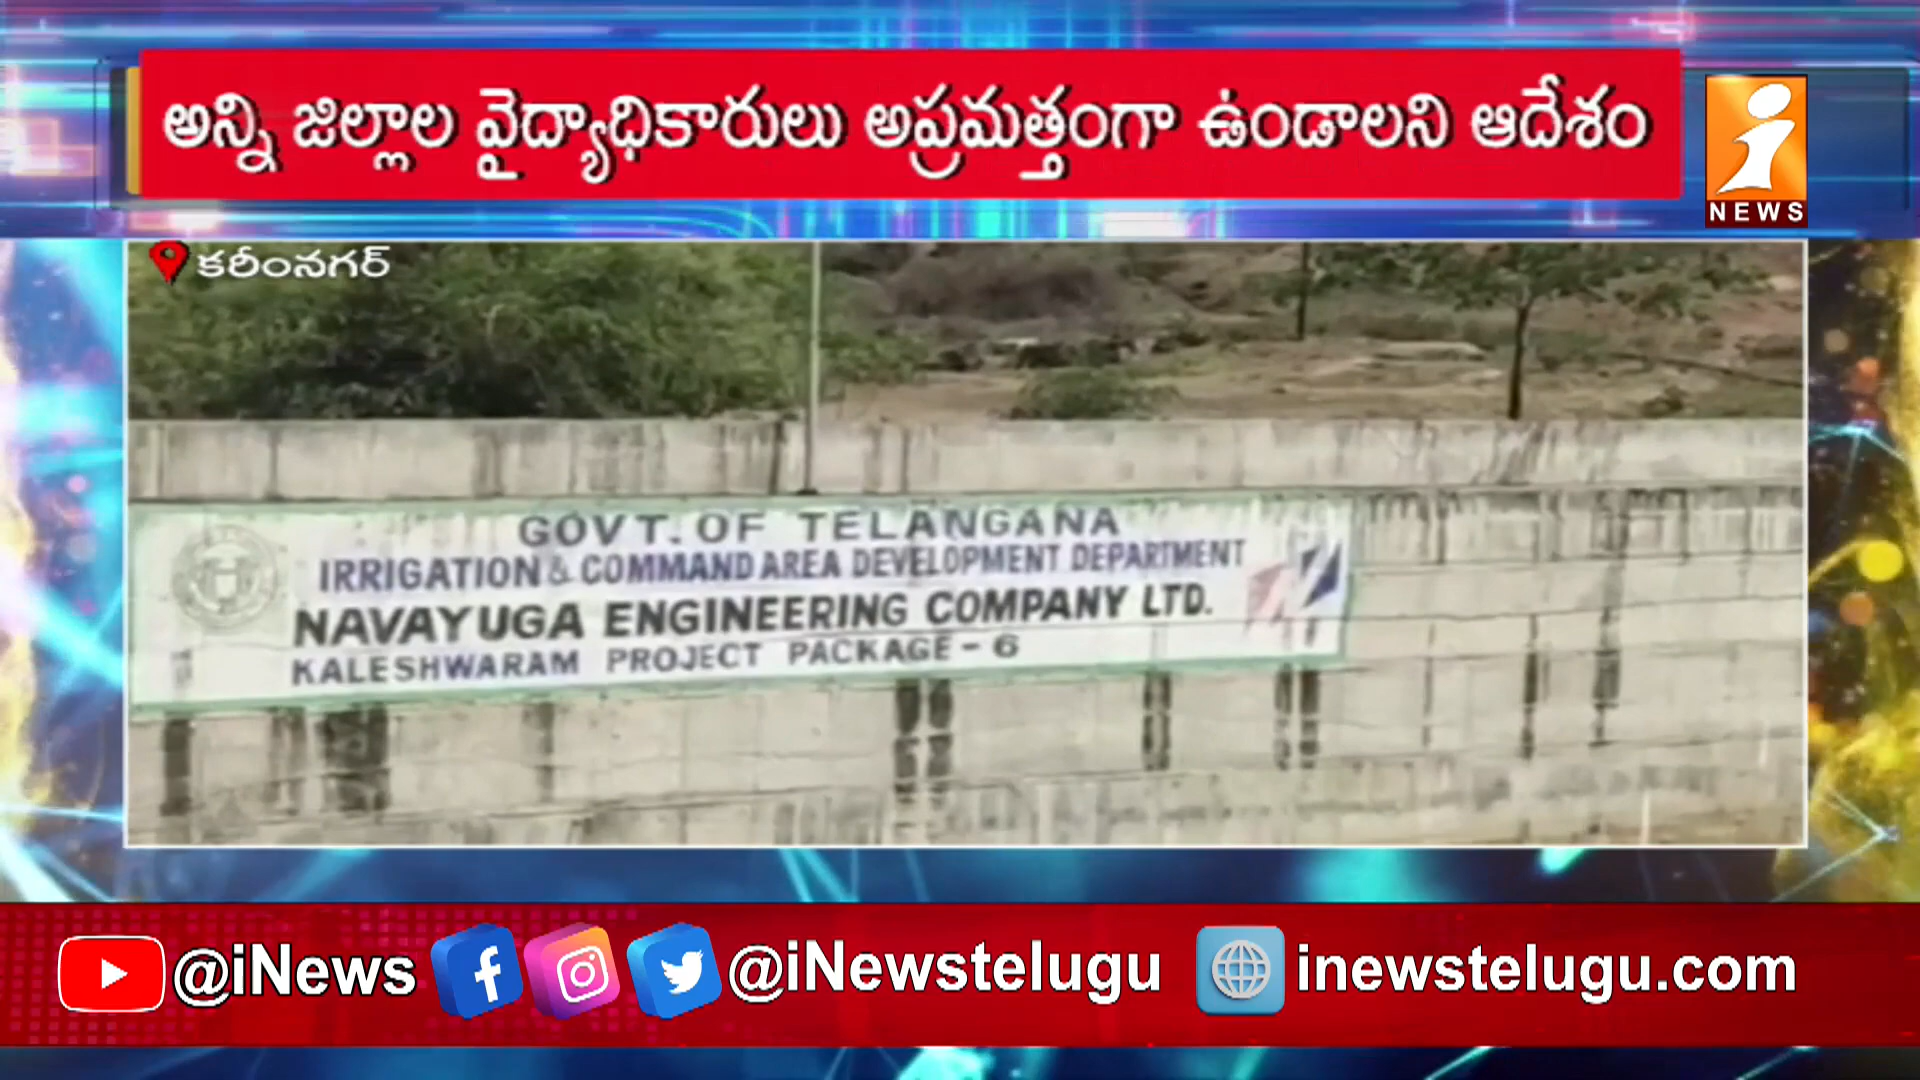 అన్ని జిల్లాల వైద్యాధికారులు అప్రమత్తంగా ఉండాలని ఆదేశం
i
NEWS
కరీంనగర్
GOVT. OF TELANGANA
IRRIGATION & COMMAND AREA DEVELOPMENT DEPARTMENT
NAVAYUGA ENGINEERING COMPANY LTD.
KALESHWARAM PROJECT PACKAGE - 6
@iNews @iNewstelugu inewstelugu.com